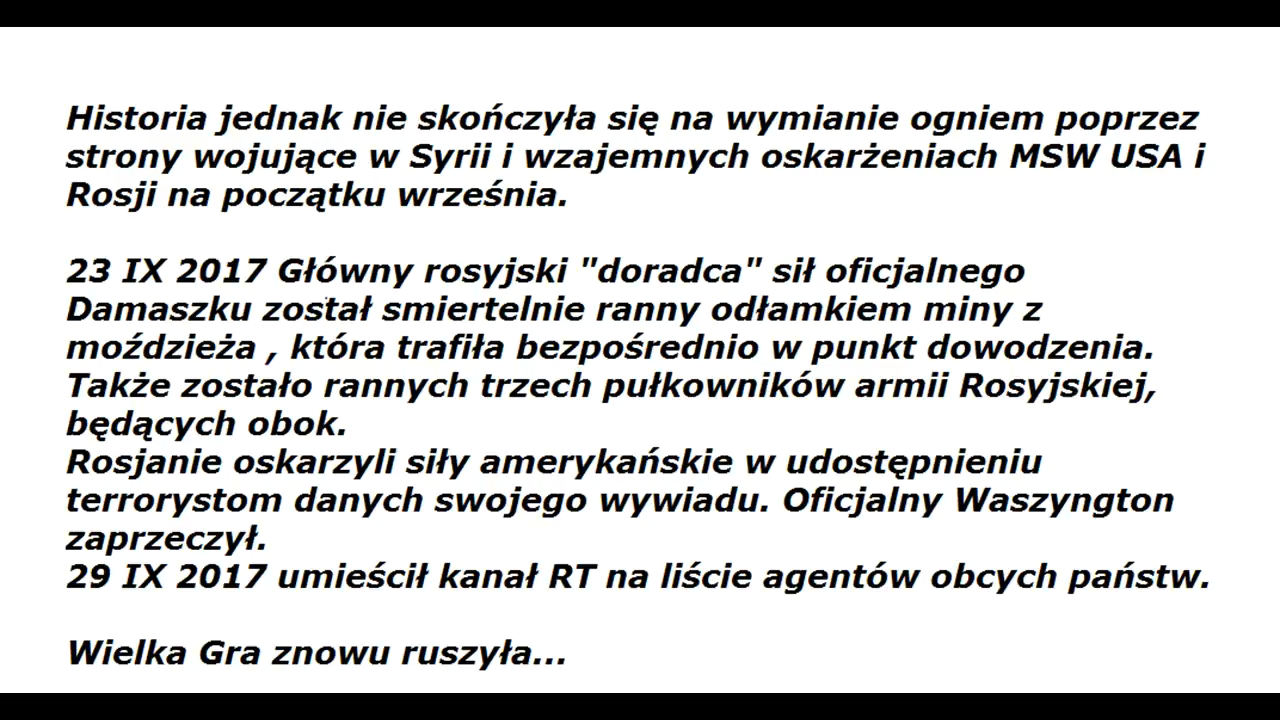 Historia jednak nie skończyła się na wymianie ogniem poprzez
strony wojujące w Syrii i wzajemnych oskarżeniach MSW USA i
Rosji na początku września.
23 IX 2017 Główny rosyjski "doradca" sił oficjalnego
Damaszku został smiertelnie ranny odłamkiem miny z
moździeża , która trafiła bezpośrednio w punkt dowodzenia.
Także zostało rannych trzech pułkowników armii Rosyjskiej,
będących obok.
Rosjanie oskarzyli siły amerykańskie w udostępnieniu
terrorystom danych swojego wywiadu. Oficjalny Waszyngton
zaprzeczył.
29 IX 2017 umieścił kanał RT na liście agentów obcych państw.
Wielka Gra znowu ruszyła...